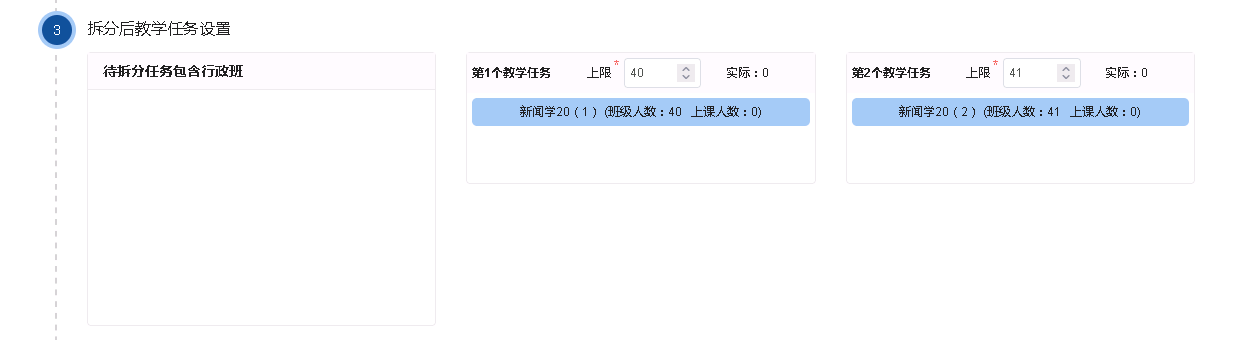 3 拆分后教学任务设置
待拆分任务包含行政班
第1个教学任务 上限* 40 实际：0
新闻学20（1）(班级人数：40 上课人数：0)
第2个教学任务 上限* 41 实际：0
新闻学20（2）(班级人数：41 上课人数：0)